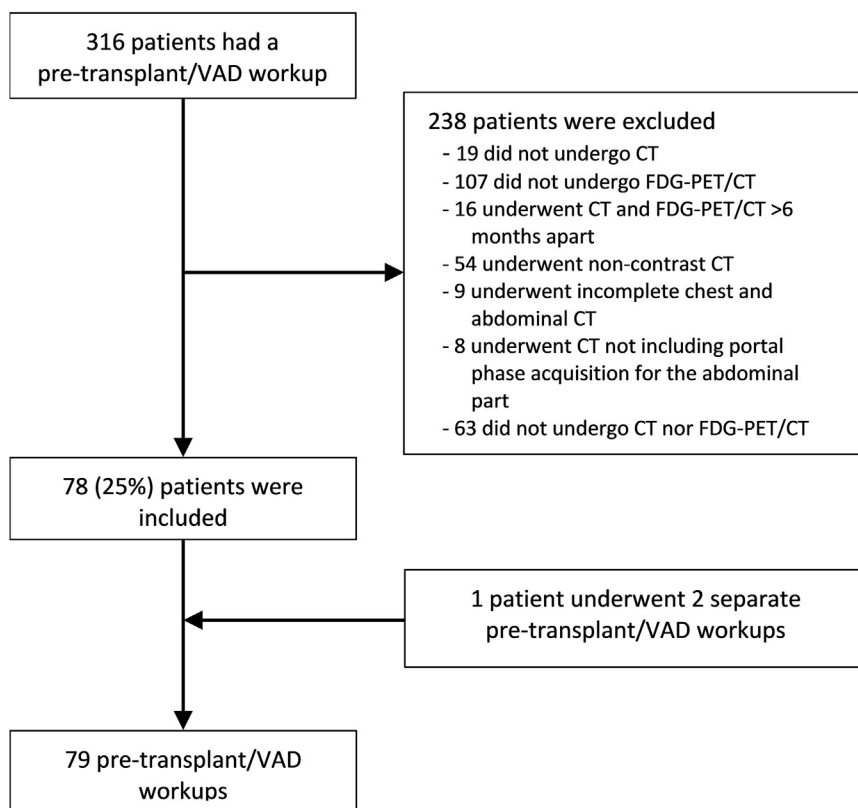 316 patients had a
pre-transplant/VAD workup
238 patients were excluded
- 19 did not undergo CT
- 107 did not undergo FDG-PET/CT
- 16 underwent CT and FDG-PET/CT >6
months apart
- 54 underwent non-contrast CT
- 9 underwent incomplete chest and
abdominal CT
- 8 underwent CT not including portal
phase acquisition for the abdominal
part
- 63 did not undergo CT nor FDG-PET/CT
78 (25%) patients were
included
1 patient underwent 2 separate
pre-transplant/VAD workups
79 pre-transplant/VAD
workups